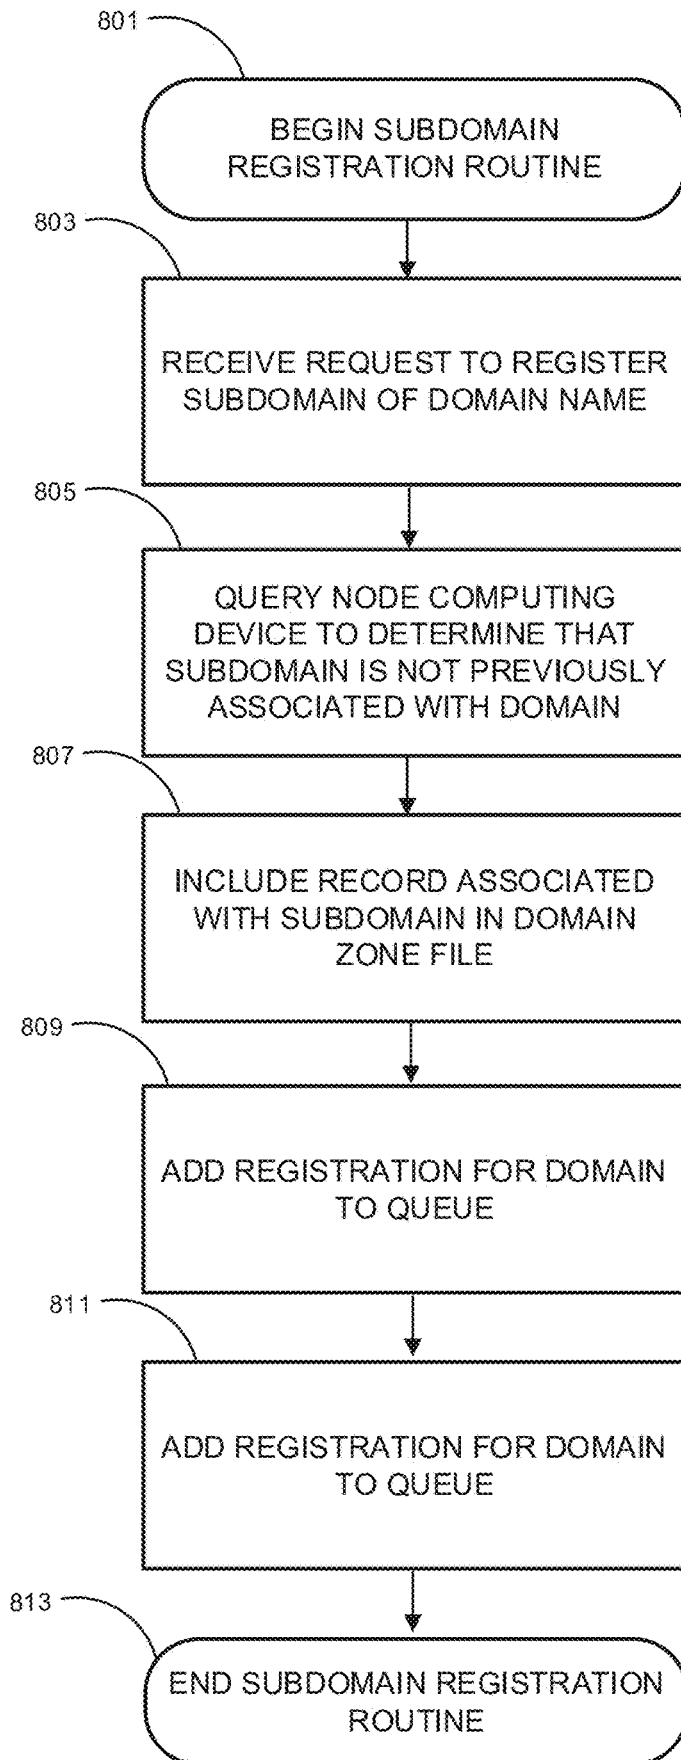 801
BEGIN SUBDOMAIN
REGISTRATION ROUTINE
803
RECEIVE REQUEST TO REGISTER
SUBDOMAIN OF DOMAIN NAME
805
QUERY NODE COMPUTING
DEVICE TO DETERMINE THAT
SUBDOMAIN IS NOT PREVIOUSLY
ASSOCIATED WITH DOMAIN
807
INCLUDE RECORD ASSOCIATED
WITH SUBDOMAIN IN DOMAIN
ZONE FILE
809
ADD REGISTRATION FOR DOMAIN
TO QUEUE
811
ADD REGISTRATION FOR DOMAIN
TO QUEUE
813
END SUBDOMAIN REGISTRATION
ROUTINE